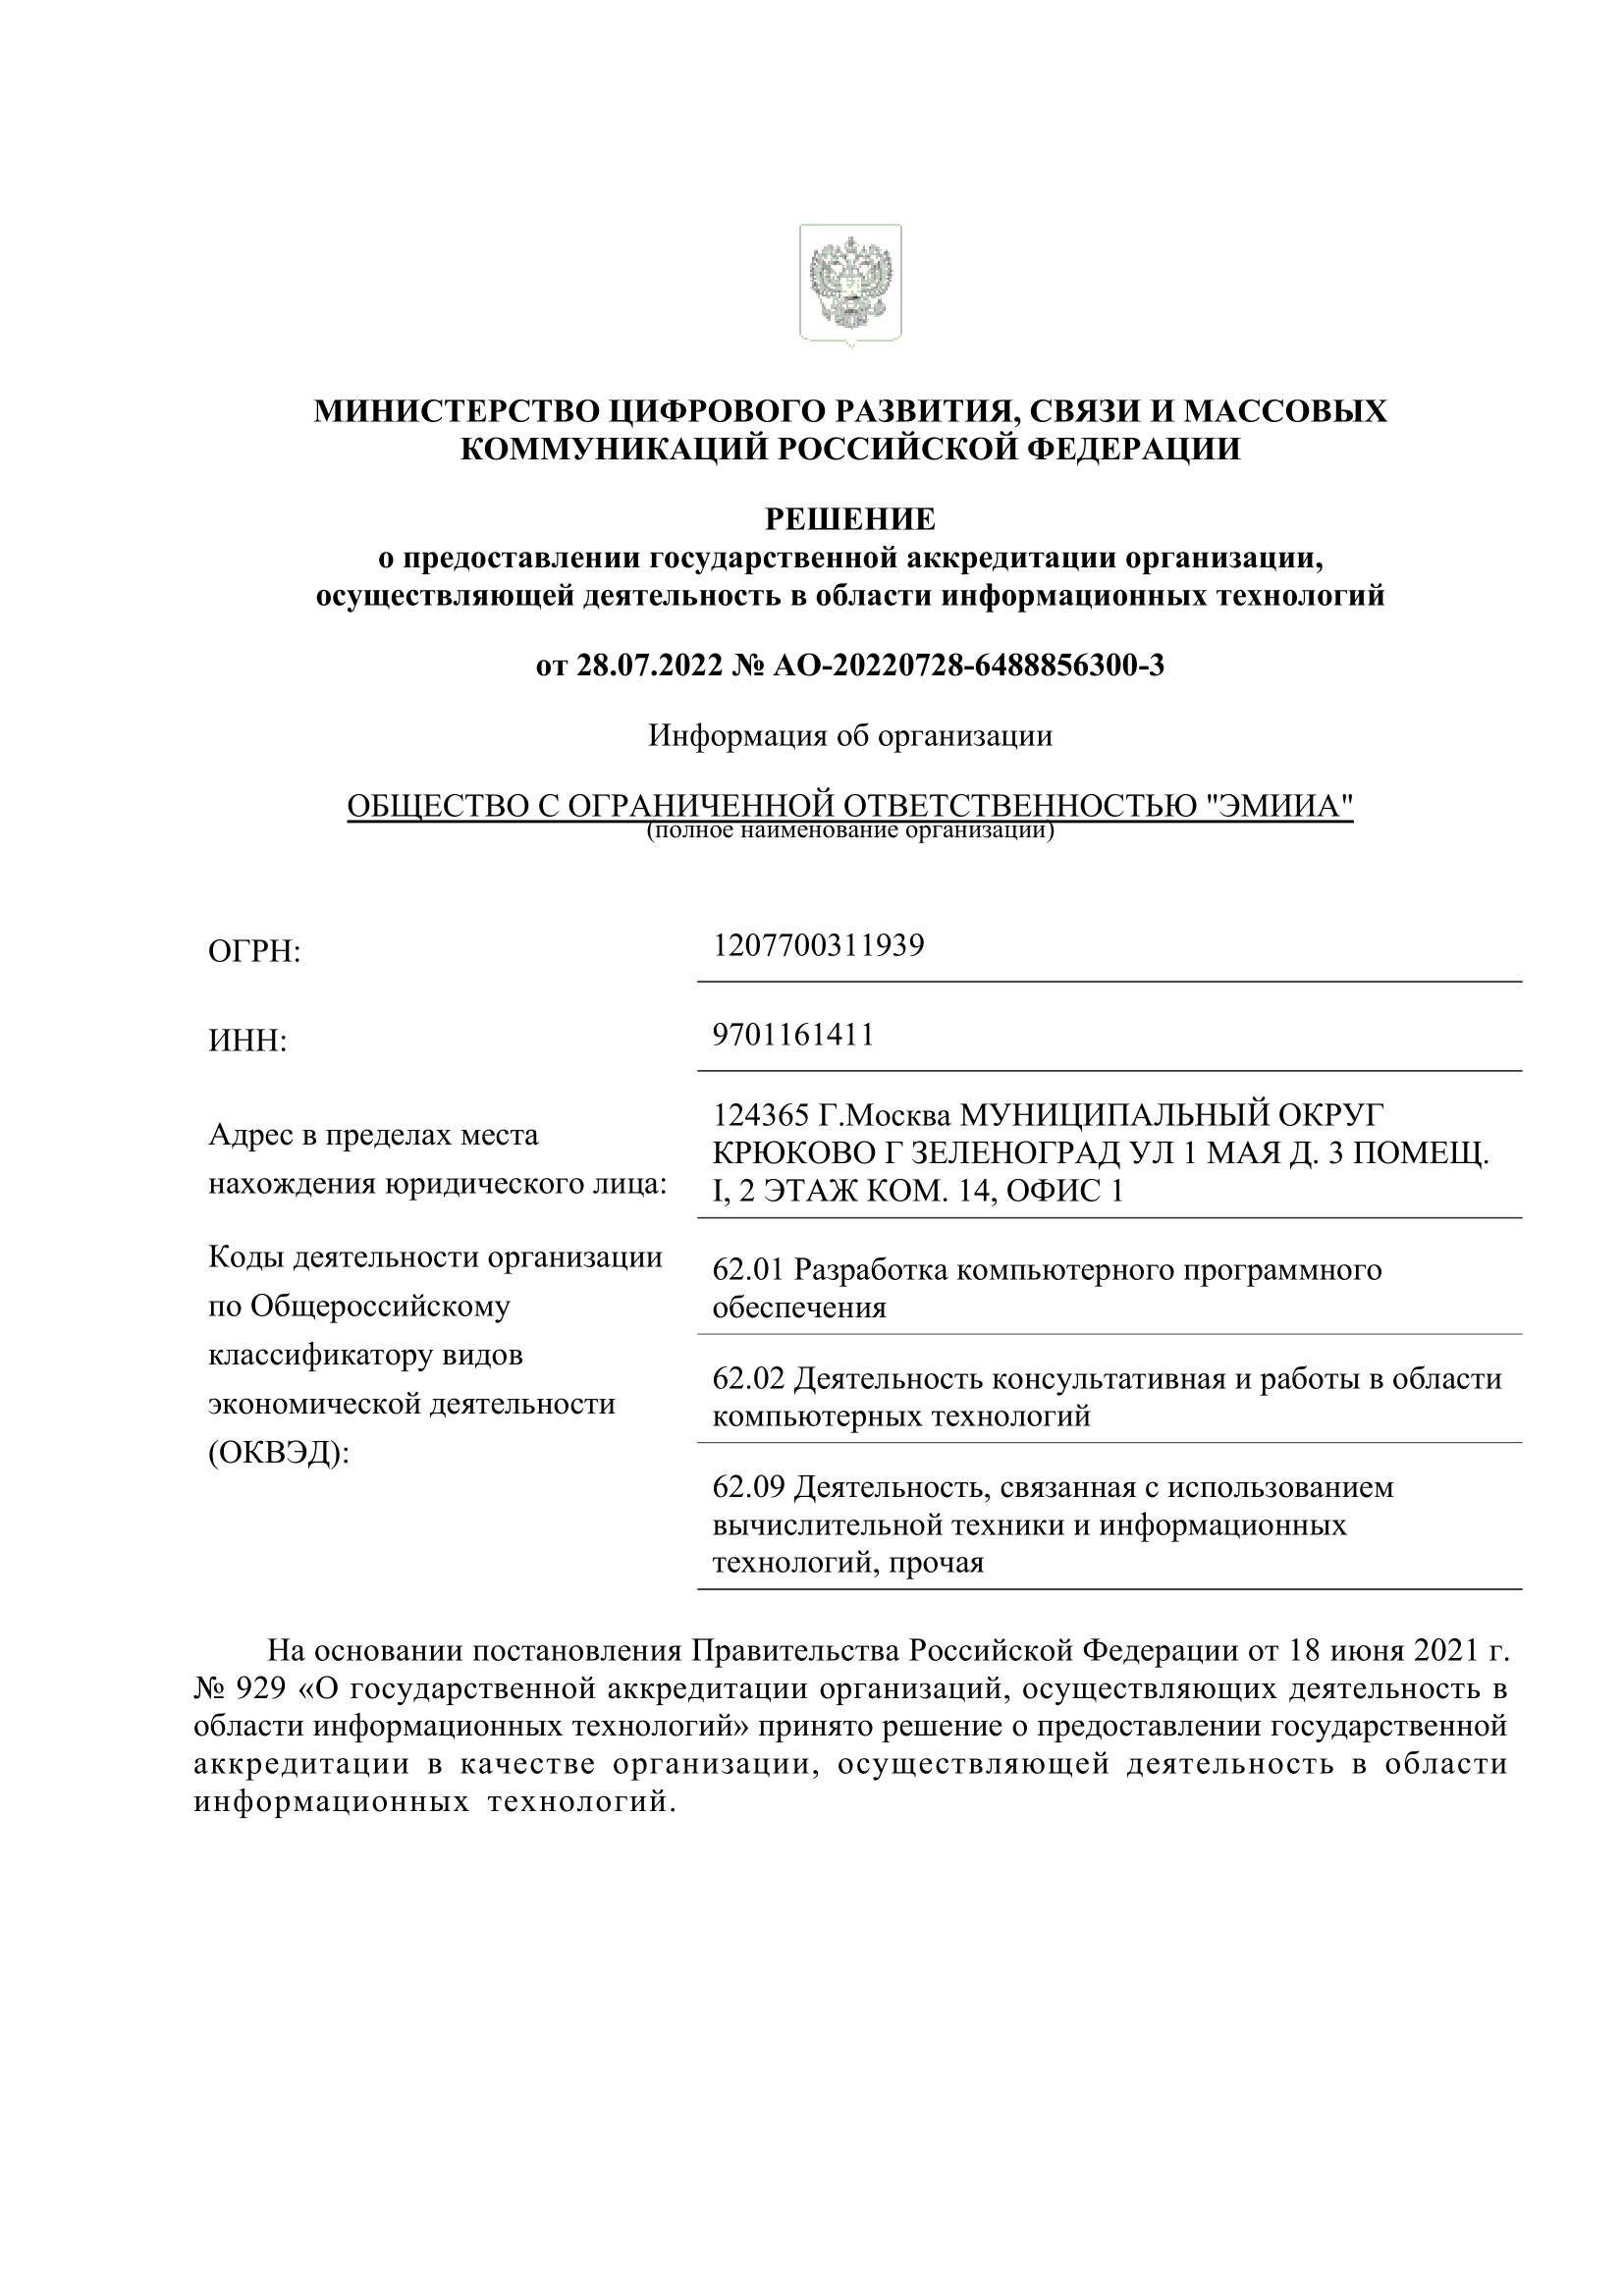 МИНИСТЕРСТВО ЦИФРОВОГО РАЗВИТИЯ, СВЯЗИ И МАССОВЫХ
КОММУНИКАЦИЙ РОССИЙСКОЙ ФЕДЕРАЦИИ
РЕШЕНИЕ
о предоставлении государственной аккредитации организации,
осуществляющей деятельность в области информационных технологий
от 28.07.2022 № АО-20220728-6488856300-3
Информация об организации
ОБЩЕСТВО С ОГРАНИЧЕННОЙ ОТВЕТСТВЕННОСТЬЮ "ЭМИИА"
(полное наименование организации)
ОГРН:
1207700311939
ИНН:
9701161411
Адрес в пределах места
нахождения юридического лица:
124365 Г.Москва МУНИЦИПАЛЬНЫЙ ОКРУГ
КРЮКОВО Г ЗЕЛЕНОГРАД УЛ 1 МАЯ Д. 3 ПОМЕЩ.
I, 2 ЭТАЖ КОМ. 14, ОФИС 1
Коды деятельности организации
по Общероссийскому
классификатору видов
экономической деятельности
(ОКВЭД):
62.01 Разработка компьютерного программного
обеспечения
62.02 Деятельность консультативная и работы в области
компьютерных технологий
62.09 Деятельность, связанная с использованием
вычислительной техники и информационных
технологий, прочая
На основании постановления Правительства Российской Федерации от 18 июня 2021 г.
№ 929 «О государственной аккредитации организаций, осуществляющих деятельность в
области информационных технологий» принято решение о предоставлении государственной
аккредитации в качестве организации, осуществляющей деятельность в области
информационных технологий.